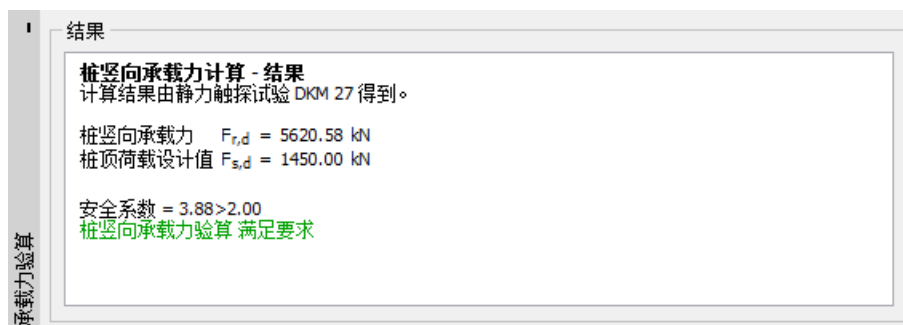 结果
桩竖向承载力计算 - 结果
计算结果由静力触探试验 DKM 27 得到。
桩竖向承载力 Fr,d = 5620.58 kN
桩顶荷载设计值 Fs,d = 1450.00 kN
安全系数 = 3.88>2.00
桩竖向承载力验算 满足要求
承载力验算